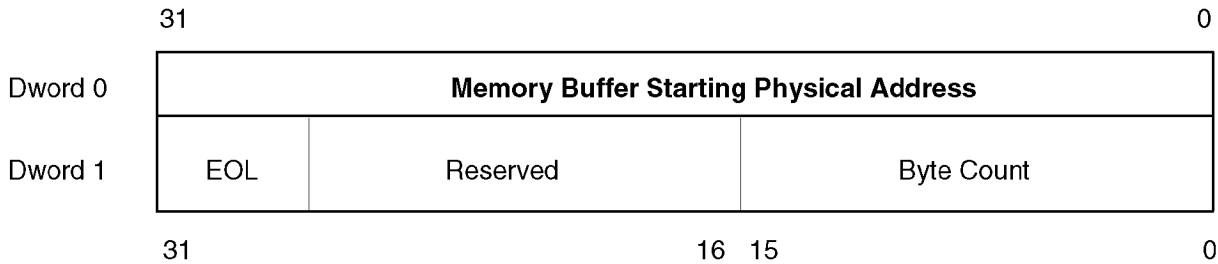 31 0
Dword 0 Memory Buffer Starting Physical Address
Dword 1 EOL Reserved Byte Count
31 16 15 0